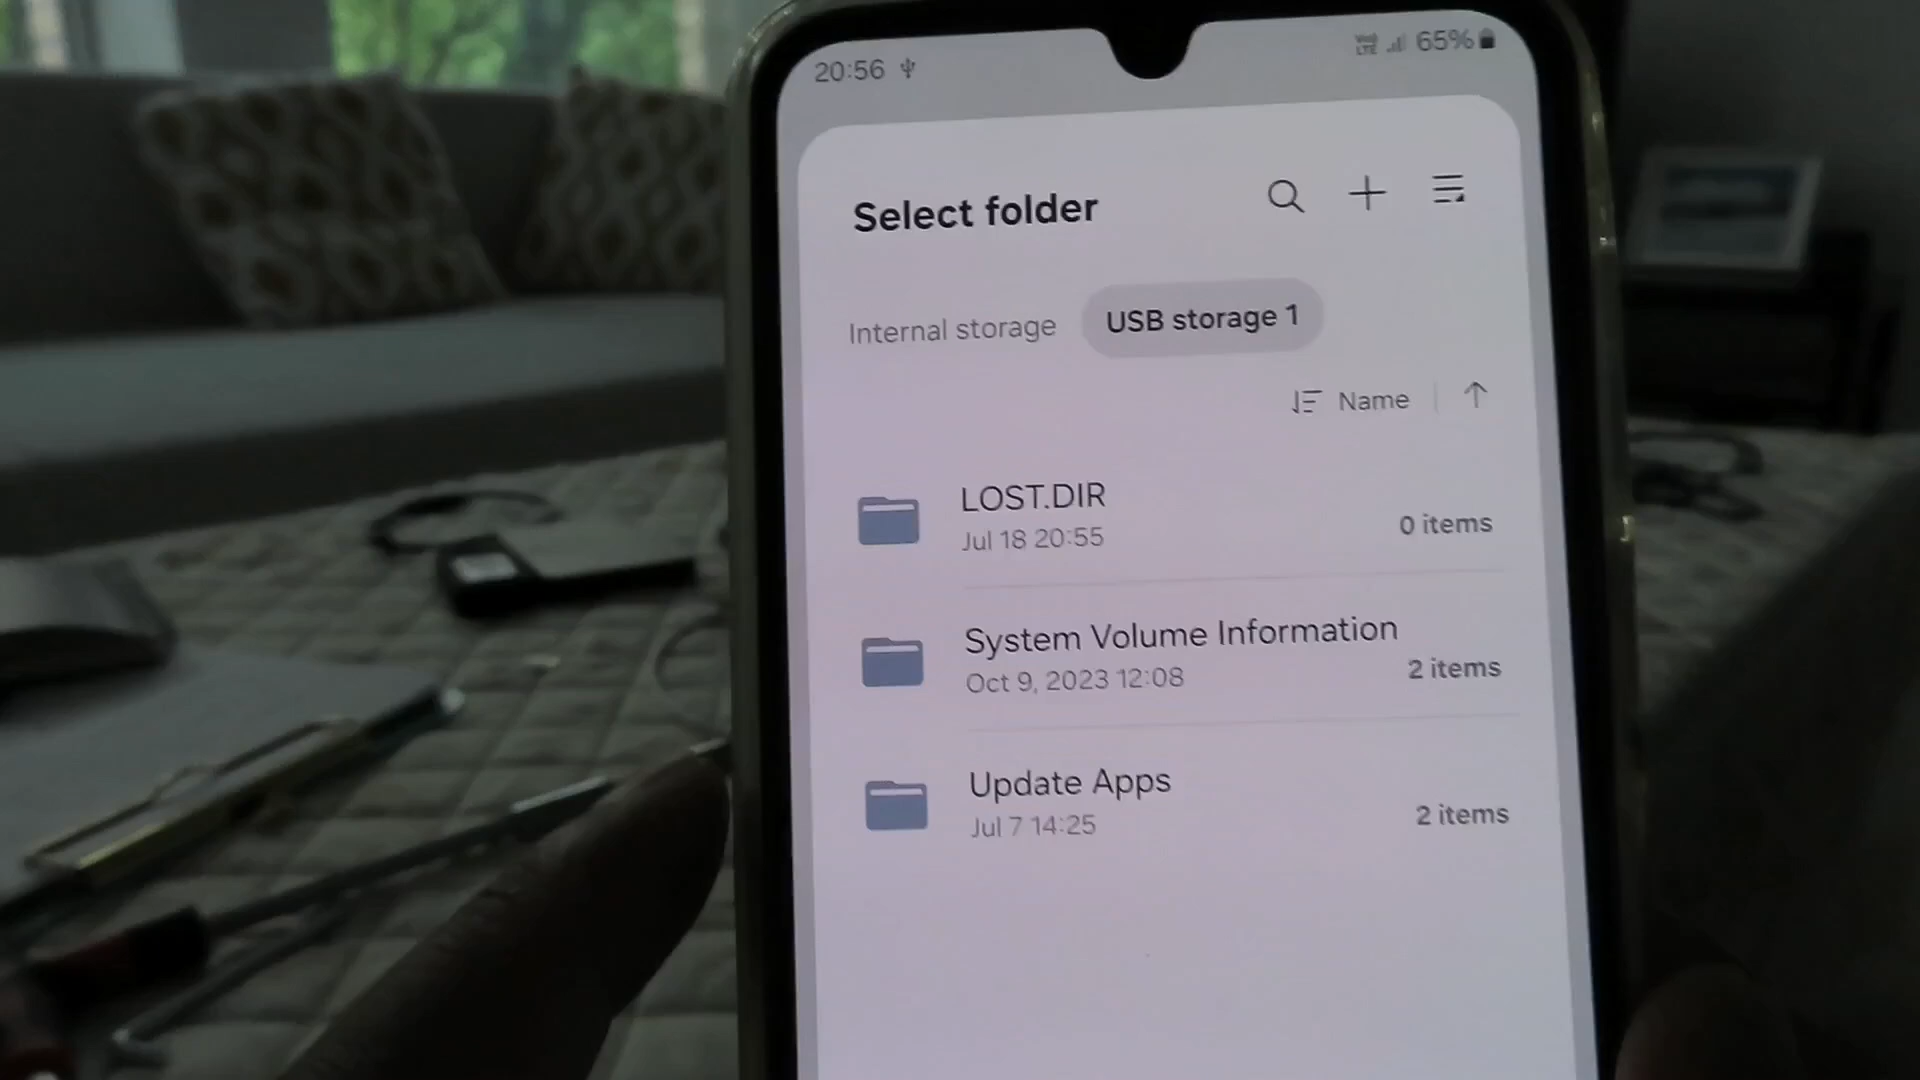 20:56
VoLTE 65%
Select folder
Internal storage
USB storage 1
Name
LOST.DIR
Jul 18 20:55
0 items
System Volume Information
Oct 9, 2023 12:08
2 items
Update Apps
Jul 7 14:25
2 items